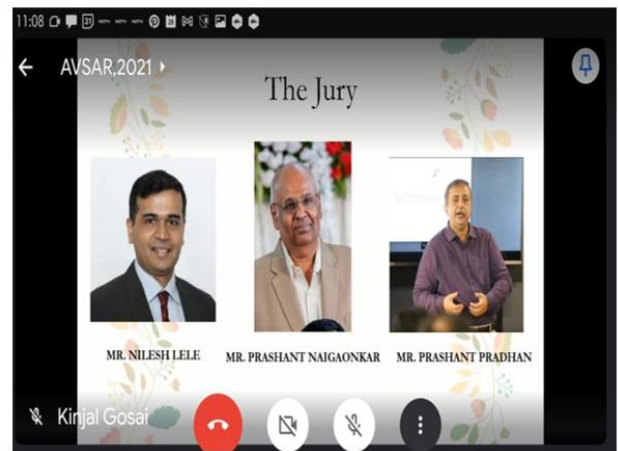 11:08
AVSAR,2021
The Jury
MR. NILESH LELE
MR. PRASHANT NAIGAONKAR
MR. PRASHANT PRADHAN
Kinjal Gosai